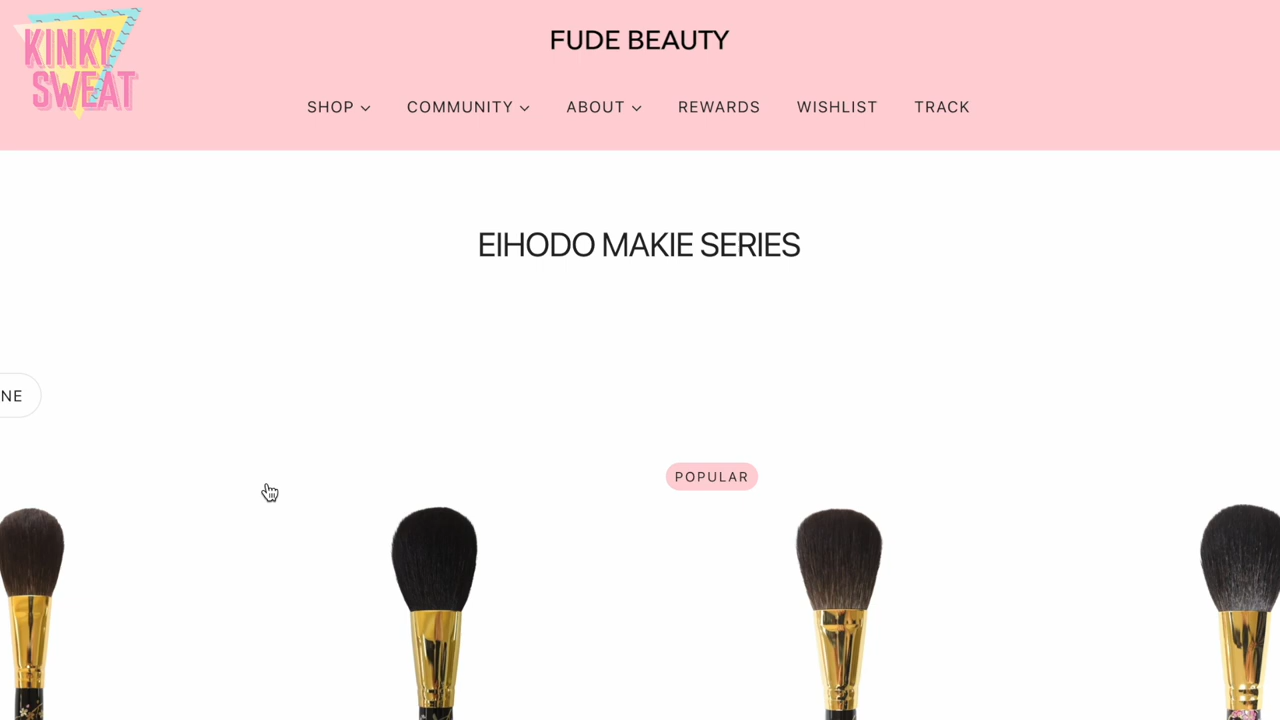 KINKY
SWEAT
FUDE BEAUTY
SHOP COMMUNITY ABOUT REWARDS WISHLIST TRACK
EIHODO MAKIE SERIES
NE
POPULAR